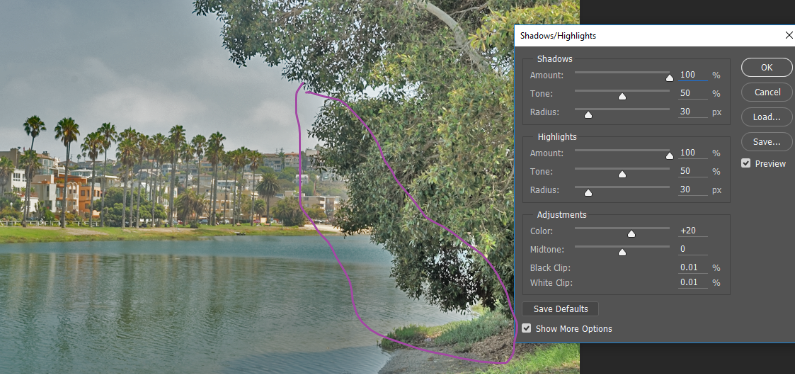 Shadows/Highlights
Shadows
Amount: 100 %
Tone: 50 %
Radius: 30 px
Highlights
Amount: 100 %
Tone: 50 %
Radius: 30 px
Adjustments
Color: +20
Midtone: 0
Black Clip: 0.01 %
White Clip: 0.01 %
Save Defaults
Show More Options
OK
Cancel
Load...
Save...
Preview